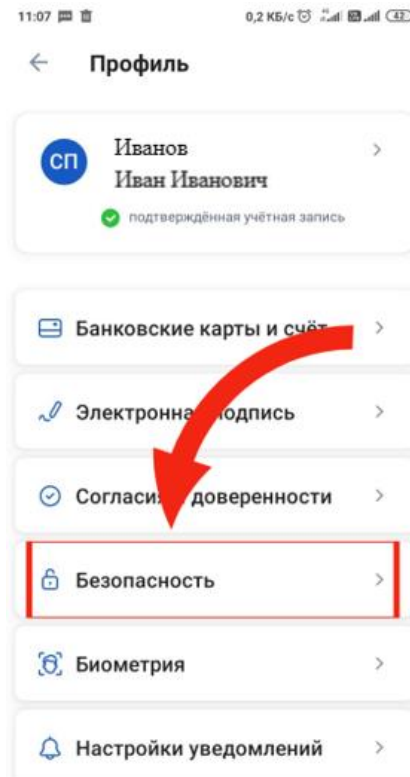 11:07 0,2 КБ/с 42
Профиль
СП
Иванов
Иван Иванович
подтверждённая учётная запись
Банковские карты и счёт
Электронная подпись
Согласия доверенности
Безопасность
Биометрия
Настройки уведомлений